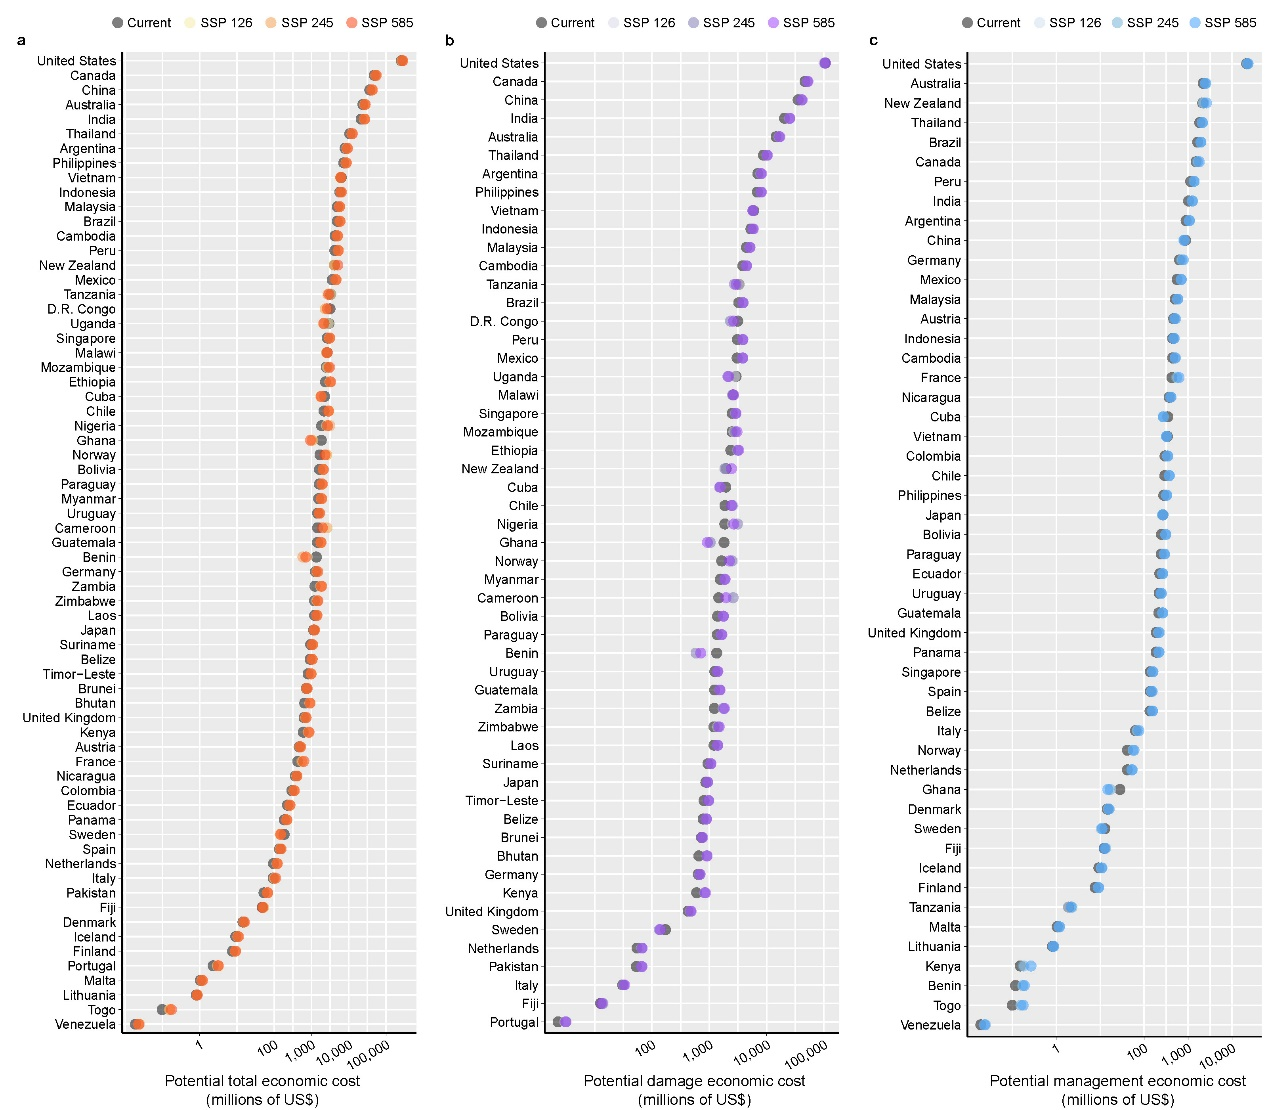 Current SSP 126 SSP 245 SSP 585
a
United States
Canada
China
Australia
India
Thailand
Argentina
Philippines
Vietnam
Indonesia
Malaysia
Brazil
Cambodia
Peru
New Zealand
Mexico
Tanzania
D.R. Congo
Uganda
Singapore
Malawi
Mozambique
Ethiopia
Cuba
Chile
Nigeria
Ghana
Norway
Bolivia
Paraguay
Myanmar
Uruguay
Cameroon
Guatemala
Benin
Germany
Zambia
Zimbabwe
Laos
Japan
Suriname
Belize
Timor−Leste
Brunei
Bhutan
United Kingdom
Kenya
Austria
France
Nicaragua
Colombia
Ecuador
Panama
Sweden
Spain
Netherlands
Italy
Pakistan
Fiji
Denmark
Iceland
Finland
Portugal
Malta
Lithuania
Togo
Venezuela
1 100 1,000 10,000 100,000
Potential total economic cost
(millions of US$)
Current SSP 126 SSP 245 SSP 585
b
United States
Canada
China
India
Australia
Thailand
Argentina
Philippines
Vietnam
Indonesia
Malaysia
Cambodia
Tanzania
Brazil
D.R. Congo
Peru
Mexico
Uganda
Malawi
Singapore
Mozambique
Ethiopia
New Zealand
Cuba
Chile
Nigeria
Ghana
Norway
Myanmar
Cameroon
Bolivia
Paraguay
Benin
Uruguay
Guatemala
Zambia
Zimbabwe
Laos
Suriname
Japan
Timor−Leste
Belize
Brunei
Bhutan
Germany
Kenya
United Kingdom
Sweden
Netherlands
Pakistan
Italy
Fiji
Portugal
100 1,000 10,000 100,000
Potential damage economic cost
(millions of US$)
Current SSP 126 SSP 245 SSP 585
c
United States
Australia
New Zealand
Thailand
Brazil
Canada
Peru
India
Argentina
China
Germany
Mexico
Malaysia
Austria
Indonesia
Cambodia
France
Nicaragua
Cuba
Vietnam
Colombia
Chile
Philippines
Japan
Bolivia
Paraguay
Ecuador
Uruguay
Guatemala
United Kingdom
Panama
Singapore
Spain
Belize
Italy
Norway
Netherlands
Ghana
Denmark
Sweden
Fiji
Iceland
Finland
Tanzania
Malta
Lithuania
Kenya
Benin
Togo
Venezuela
1 100 1,000 10,000
Potential management economic cost
(millions of US$)